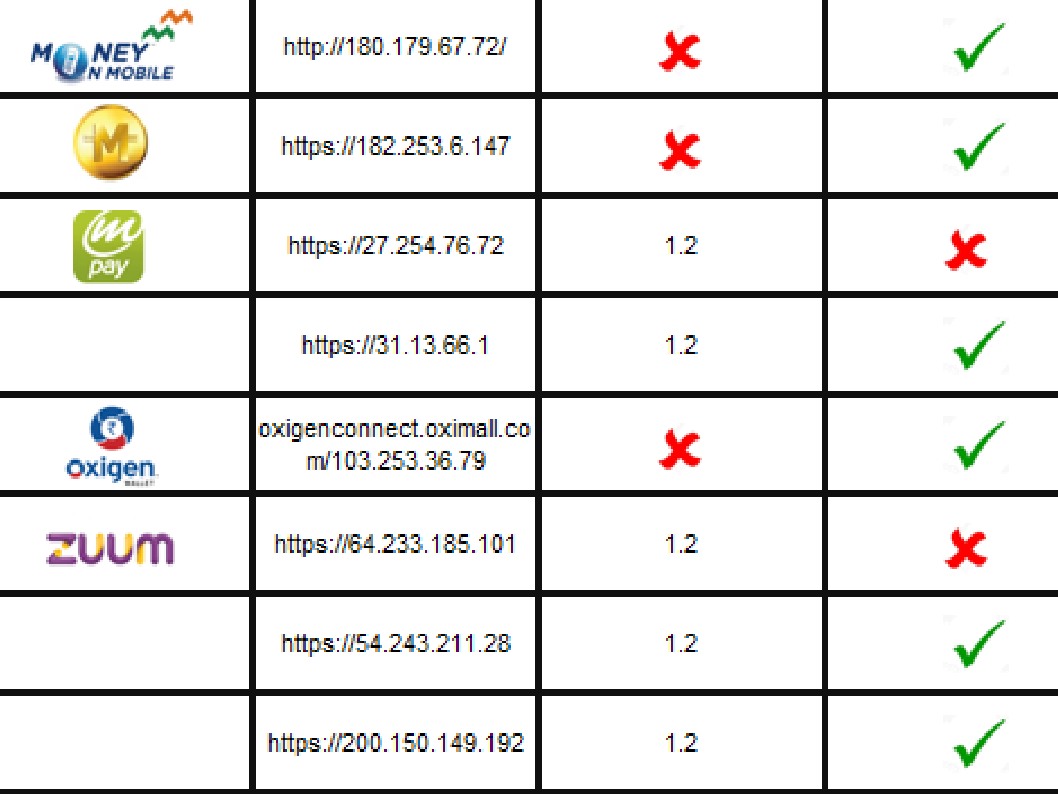 MONEY
ON MOBILE
http://180.179.67.72/
M
https://182.253.6.147
m
pay
https://27.254.76.72
1.2
https://31.13.66.1
1.2
oxigen
WALLET
oxigenconnect.oximall.co
m/103.253.36.79
zuum
https://64.233.185.101
1.2
https://54.243.211.28
1.2
https://200.150.149.192
1.2